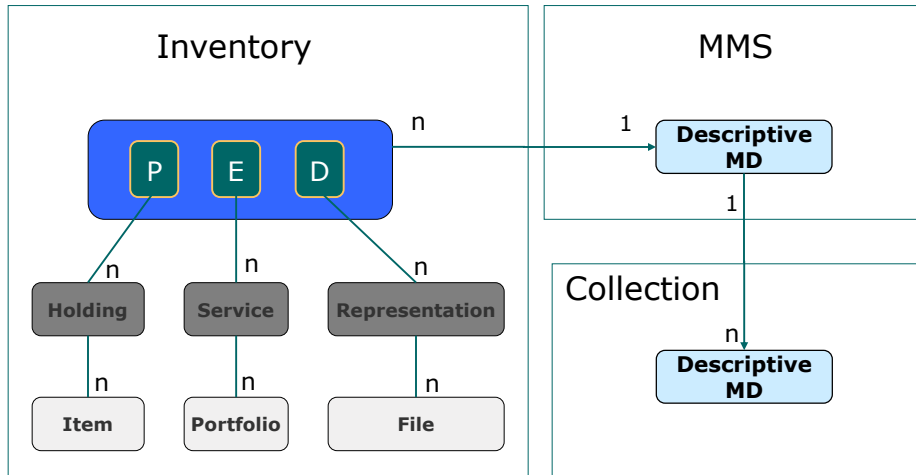 Inventory
MMS
n
1
Descriptive
MD
P
E
D
1
n
n
n
Collection
Holding
Service
Representation
n
n
n
n
Descriptive
MD
Item
Portfolio
File